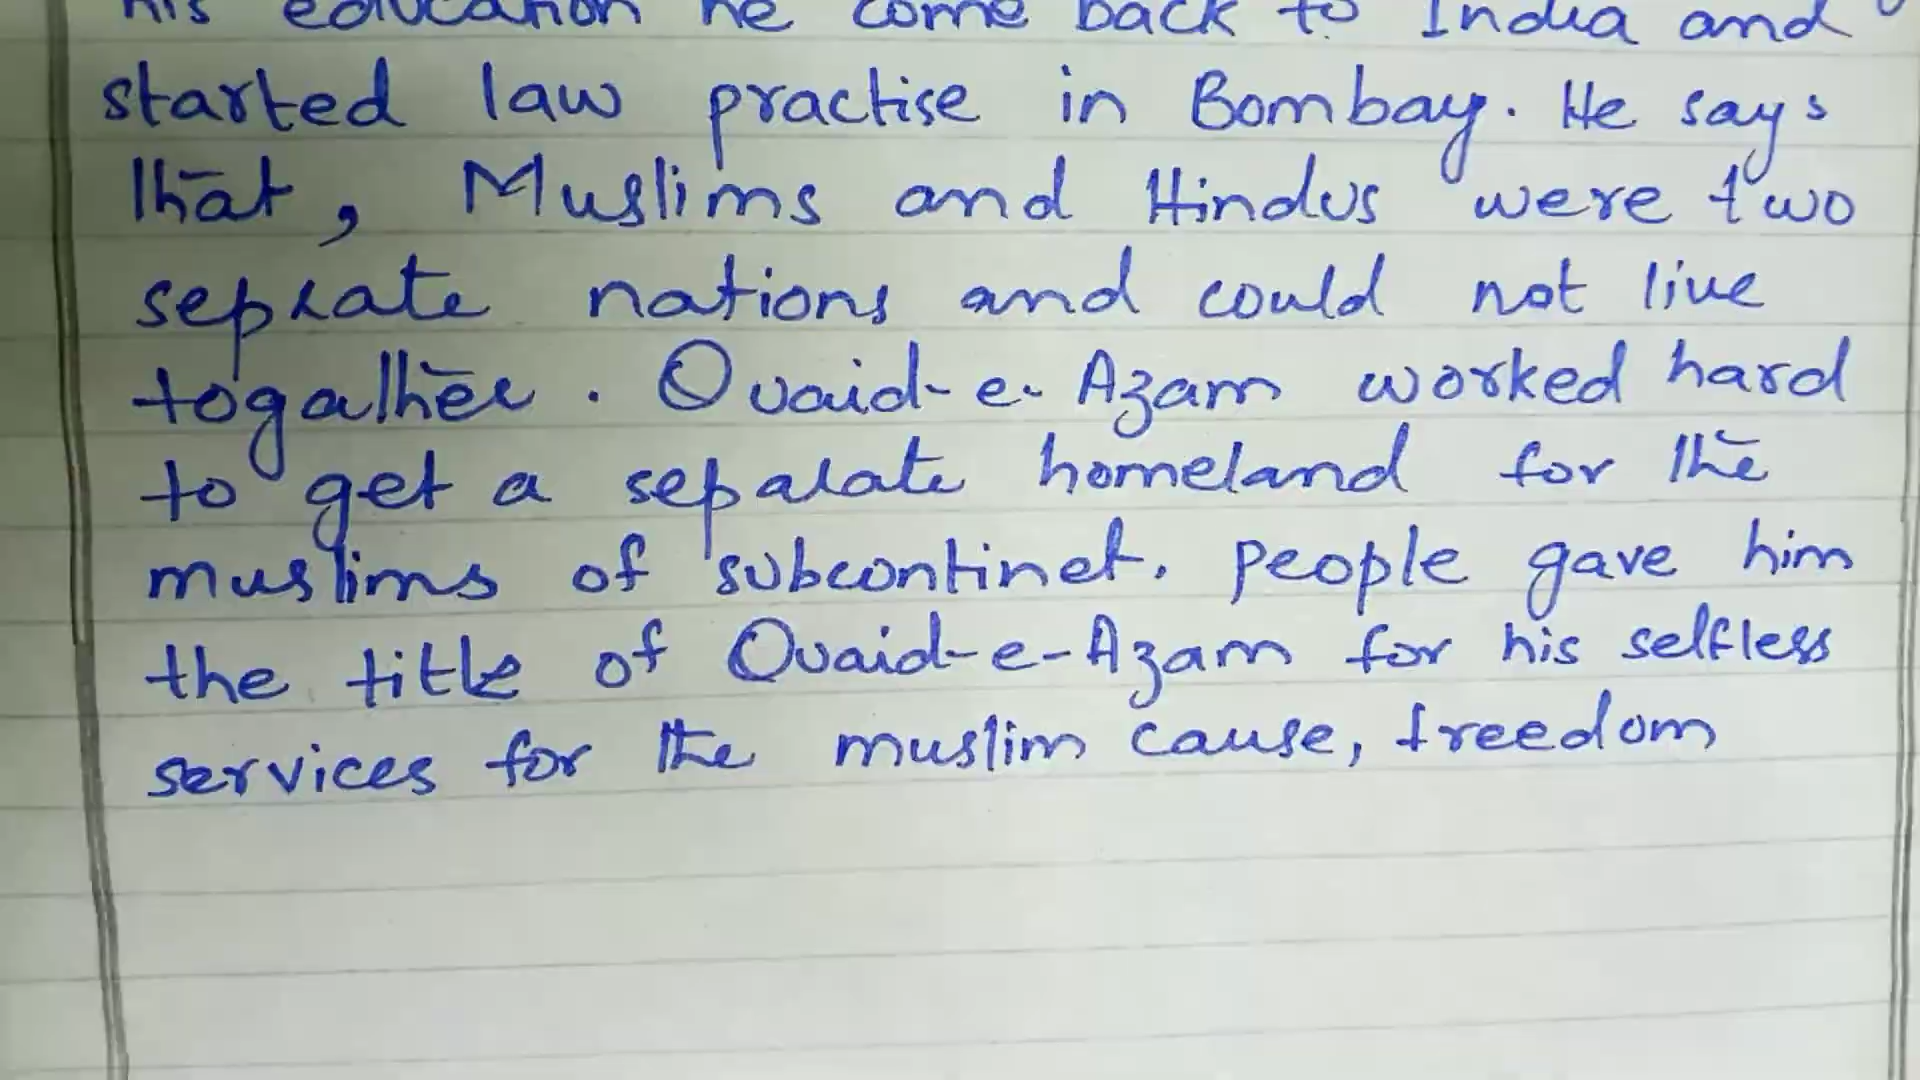 his education he come back to India and
started law practise in Bombay. He says
that, Muslims and Hindus were two
seprate nations and could not live
togather. Quaid-e-Azam worked hard
to get a separate homeland for the
muslims of subcontinet. people gave him
the title of Quaid-e-Azam for his selfless
services for the muslim cause, freedom